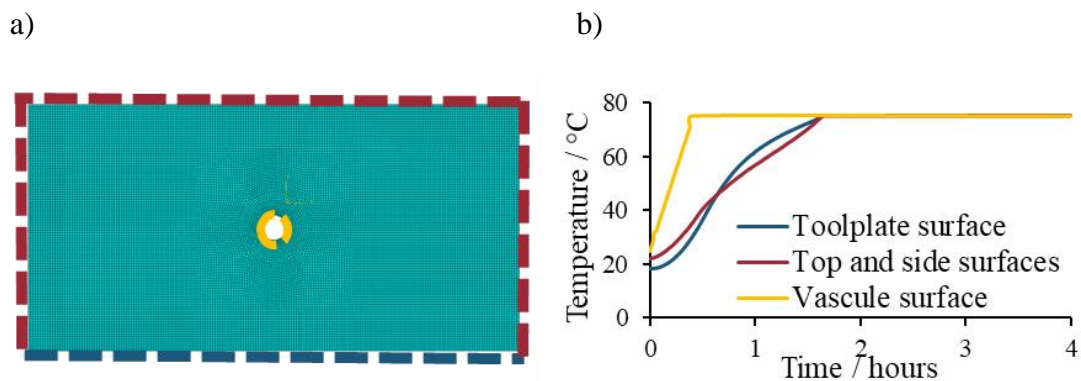 a)
b)
Temperature / °C
80
60
40
20
0
Toolplate surface
Top and side surfaces
Vascule surface
0 1 2 3 4
Time / hours